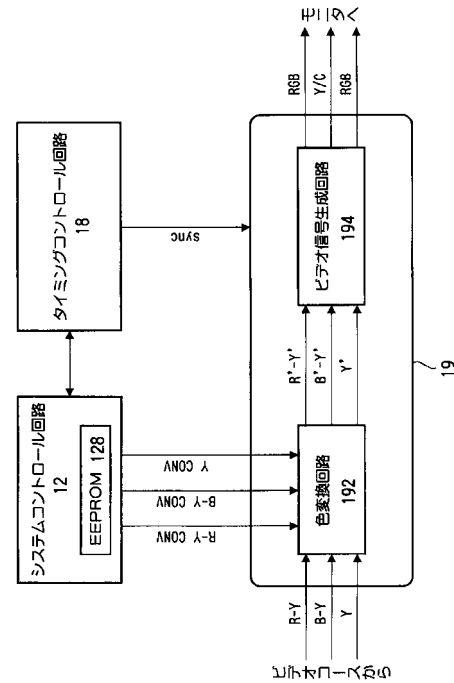 システムコントロール回路
12
EEPROM 128
タイミングコントロール回路
18
R-Y CONV
B-Y CONV
Y CONV
sync
ビデオコースから
R-Y
B-Y
Y
色変換回路
192
R'-Y'
B'-Y'
Y'
ビデオ信号生成回路
194
RGB
Y/C
RGB
モニタへ
19